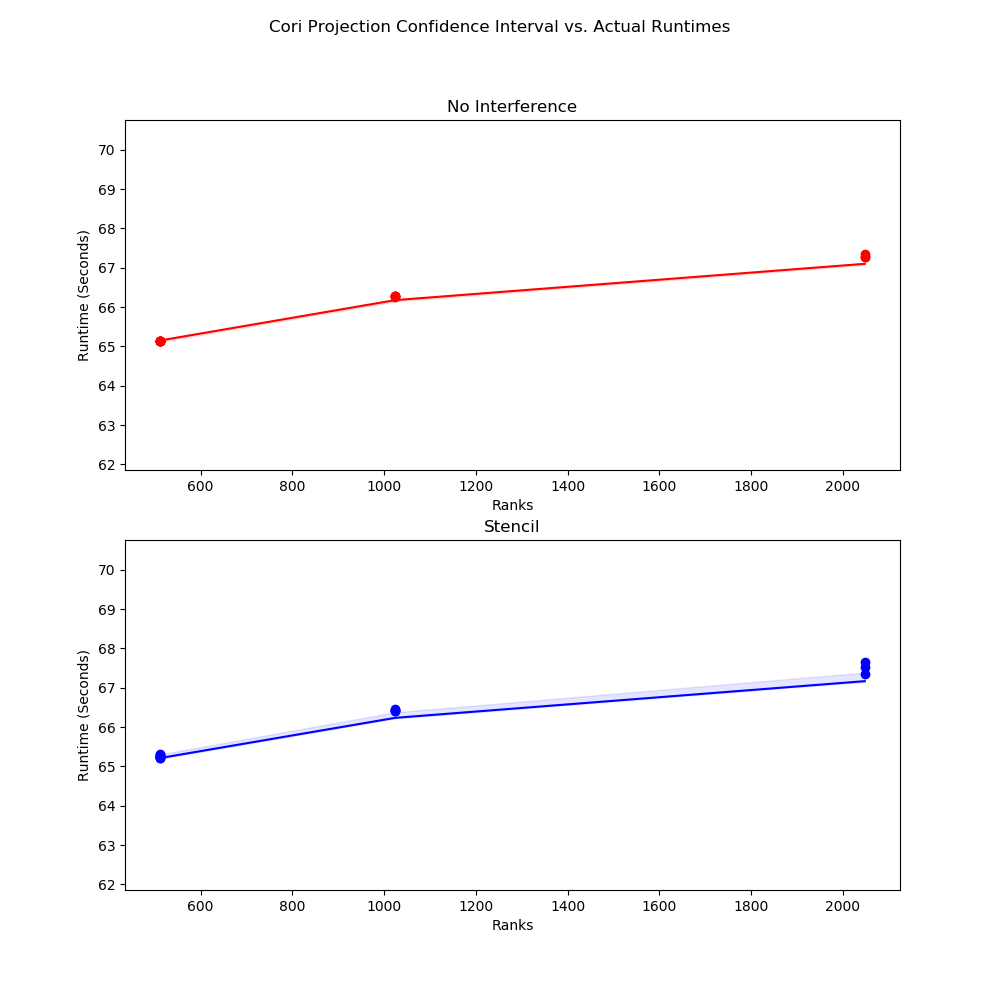 Cori Projection Confidence Interval vs. Actual Runtimes
No Interference
70
69
68
67
66
65
64
63
62
Runtime (Seconds)
600 800 1000 1200 1400 1600 1800 2000
Ranks
Stencil
70
69
68
67
66
65
64
63
62
Runtime (Seconds)
600 800 1000 1200 1400 1600 1800 2000
Ranks